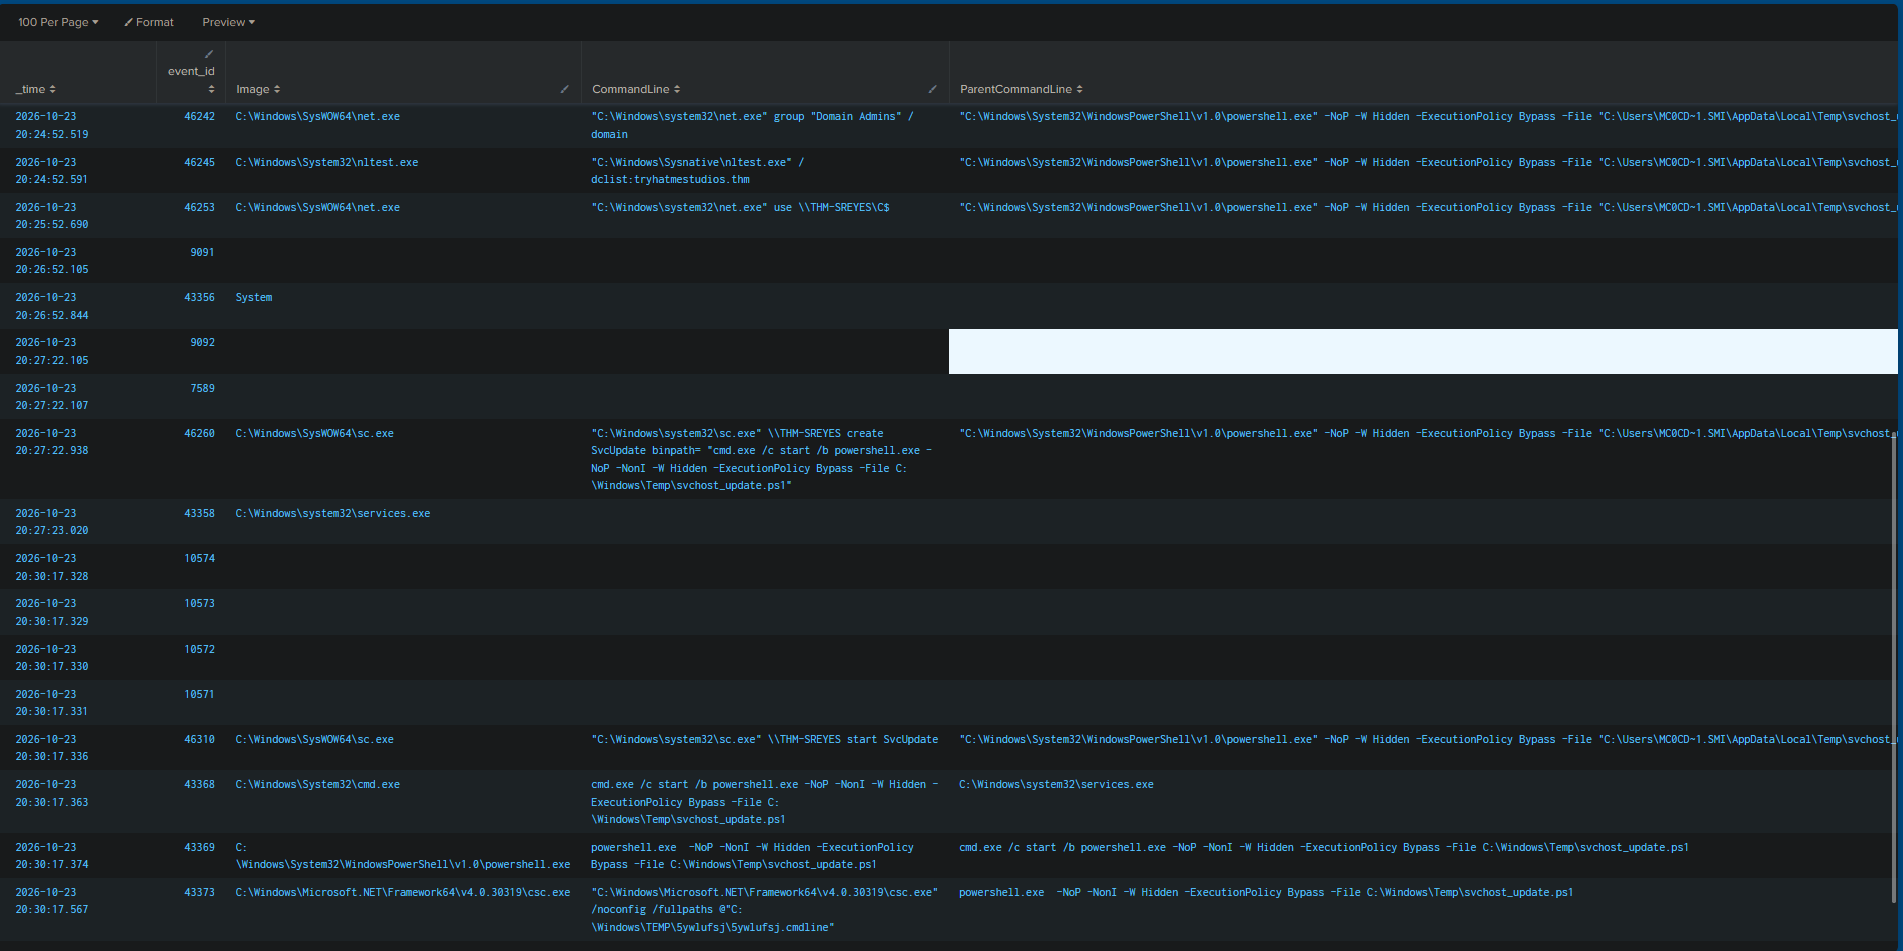 100 Per Page Format Preview
event_id
_time Image CommandLine ParentCommandLine
2026-10-23 46242 C:\Windows\SysWOW64\net.exe "C:\Windows\system32\net.exe" group "Domain Admins" / "C:\Windows\System32\WindowsPowerShell\v1.0\powershell.exe" -NoP -W Hidden -ExecutionPolicy Bypass -File "C:\Users\MC0CD~1.SMI\AppData\Local\Temp\svchost_
20:24:52.519 domain
2026-10-23 46245 C:\Windows\System32\nltest.exe "C:\Windows\Sysnative\nltest.exe" / "C:\Windows\System32\WindowsPowerShell\v1.0\powershell.exe" -NoP -W Hidden -ExecutionPolicy Bypass -File "C:\Users\MC0CD~1.SMI\AppData\Local\Temp\svchost_
20:24:52.591 dclist:tryhatmestudios.thm
2026-10-23 46253 C:\Windows\SysWOW64\net.exe "C:\Windows\system32\net.exe" use \\THM-SREYES\C$ "C:\Windows\System32\WindowsPowerShell\v1.0\powershell.exe" -NoP -W Hidden -ExecutionPolicy Bypass -File "C:\Users\MC0CD~1.SMI\AppData\Local\Temp\svchost_
20:25:52.690
2026-10-23 9091
20:26:52.105
2026-10-23 43356 System
20:26:52.844
2026-10-23 9092
20:27:22.105
2026-10-23 7589
20:27:22.107
2026-10-23 46260 C:\Windows\SysWOW64\sc.exe "C:\Windows\system32\sc.exe" \\THM-SREYES create "C:\Windows\System32\WindowsPowerShell\v1.0\powershell.exe" -NoP -W Hidden -ExecutionPolicy Bypass -File "C:\Users\MC0CD~1.SMI\AppData\Local\Temp\svchost_
20:27:22.938 SvcUpdate binpath= "cmd.exe /c start /b powershell.exe -
NoP -NonI -W Hidden -ExecutionPolicy Bypass -File C:
\Windows\Temp\svchost_update.ps1"
2026-10-23 43358 C:\Windows\system32\services.exe
20:27:23.020
2026-10-23 10574
20:30:17.328
2026-10-23 10573
20:30:17.329
2026-10-23 10572
20:30:17.330
2026-10-23 10571
20:30:17.331
2026-10-23 46310 C:\Windows\SysWOW64\sc.exe "C:\Windows\system32\sc.exe" \\THM-SREYES start SvcUpdate "C:\Windows\System32\WindowsPowerShell\v1.0\powershell.exe" -NoP -W Hidden -ExecutionPolicy Bypass -File "C:\Users\MC0CD~1.SMI\AppData\Local\Temp\svchost_
20:30:17.336
2026-10-23 43368 C:\Windows\System32\cmd.exe cmd.exe /c start /b powershell.exe -NoP -NonI -W Hidden - C:\Windows\system32\services.exe
20:30:17.363 ExecutionPolicy Bypass -File C:
\Windows\Temp\svchost_update.ps1
2026-10-23 43369 C: powershell.exe  -NoP -NonI -W Hidden -ExecutionPolicy cmd.exe /c start /b powershell.exe -NoP -NonI -W Hidden -ExecutionPolicy Bypass -File C:\Windows\Temp\svchost_update.ps1
20:30:17.374 \Windows\System32\WindowsPowerShell\v1.0\powershell.exe Bypass -File C:\Windows\Temp\svchost_update.ps1
2026-10-23 43373 C:\Windows\Microsoft.NET\Framework64\v4.0.30319\csc.exe "C:\Windows\Microsoft.NET\Framework64\v4.0.30319\csc.exe" powershell.exe  -NoP -NonI -W Hidden -ExecutionPolicy Bypass -File C:\Windows\Temp\svchost_update.ps1
20:30:17.567 /noconfig /fullpaths @"C:
\Windows\TEMP\5ywlufsj\5ywlufsj.cmdline"